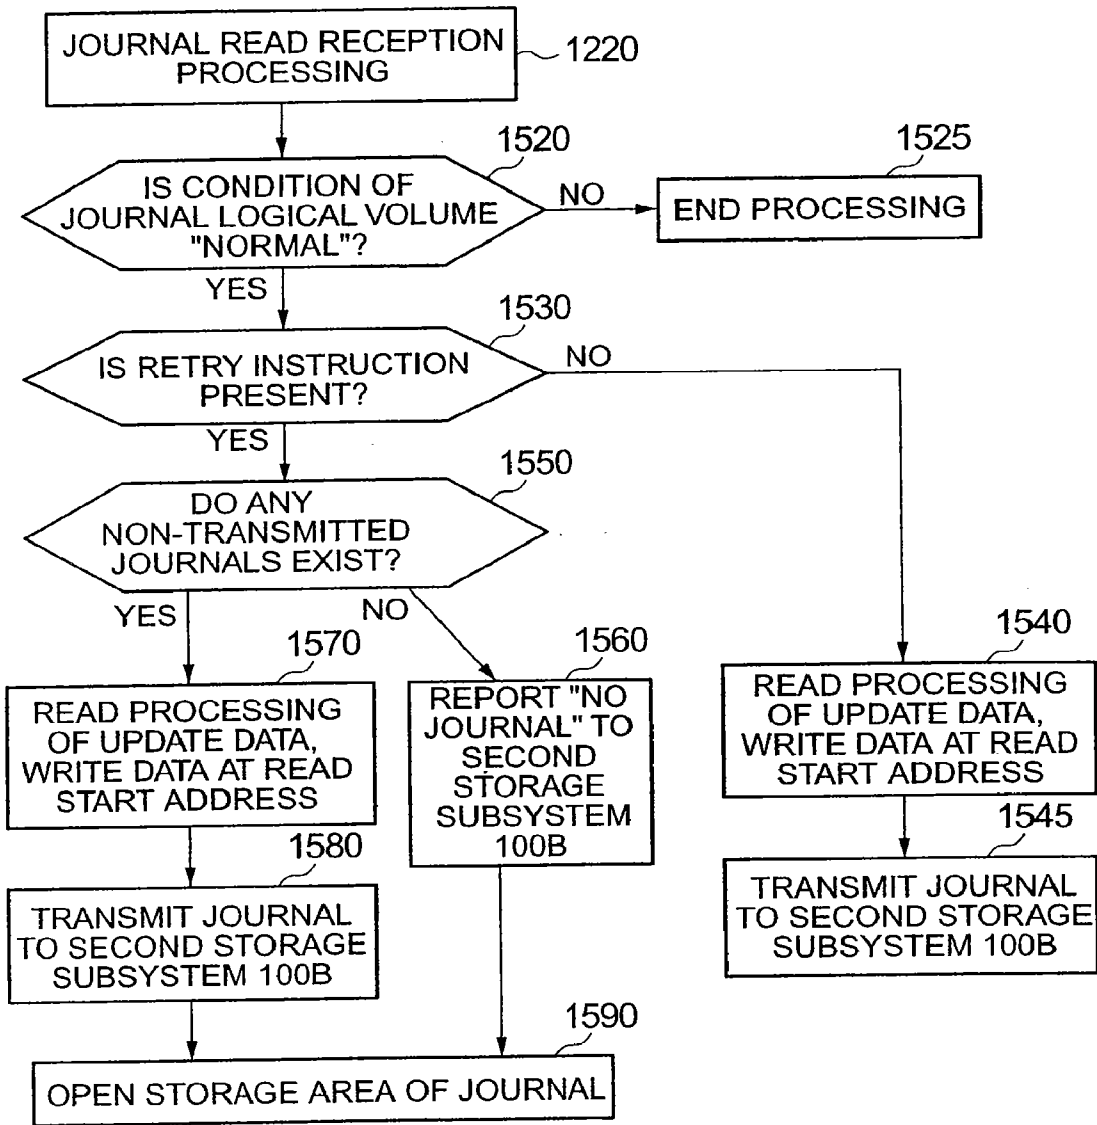 JOURNAL READ RECEPTION
PROCESSING
1220
1520
IS CONDITION OF
JOURNAL LOGICAL VOLUME
"NORMAL"?
NO
1525
END PROCESSING
YES
1530
IS RETRY INSTRUCTION
PRESENT?
NO
YES
1550
DO ANY
NON-TRANSMITTED
JOURNALS EXIST?
YES
NO
1570
READ PROCESSING
OF UPDATE DATA,
WRITE DATA AT READ
START ADDRESS
1560
REPORT "NO
JOURNAL" TO
SECOND
STORAGE
SUBSYSTEM
100B
1540
READ PROCESSING
OF UPDATE DATA,
WRITE DATA AT READ
START ADDRESS
1580
TRANSMIT JOURNAL
TO SECOND STORAGE
SUBSYSTEM 100B
1545
TRANSMIT JOURNAL
TO SECOND STORAGE
SUBSYSTEM 100B
1590
OPEN STORAGE AREA OF JOURNAL